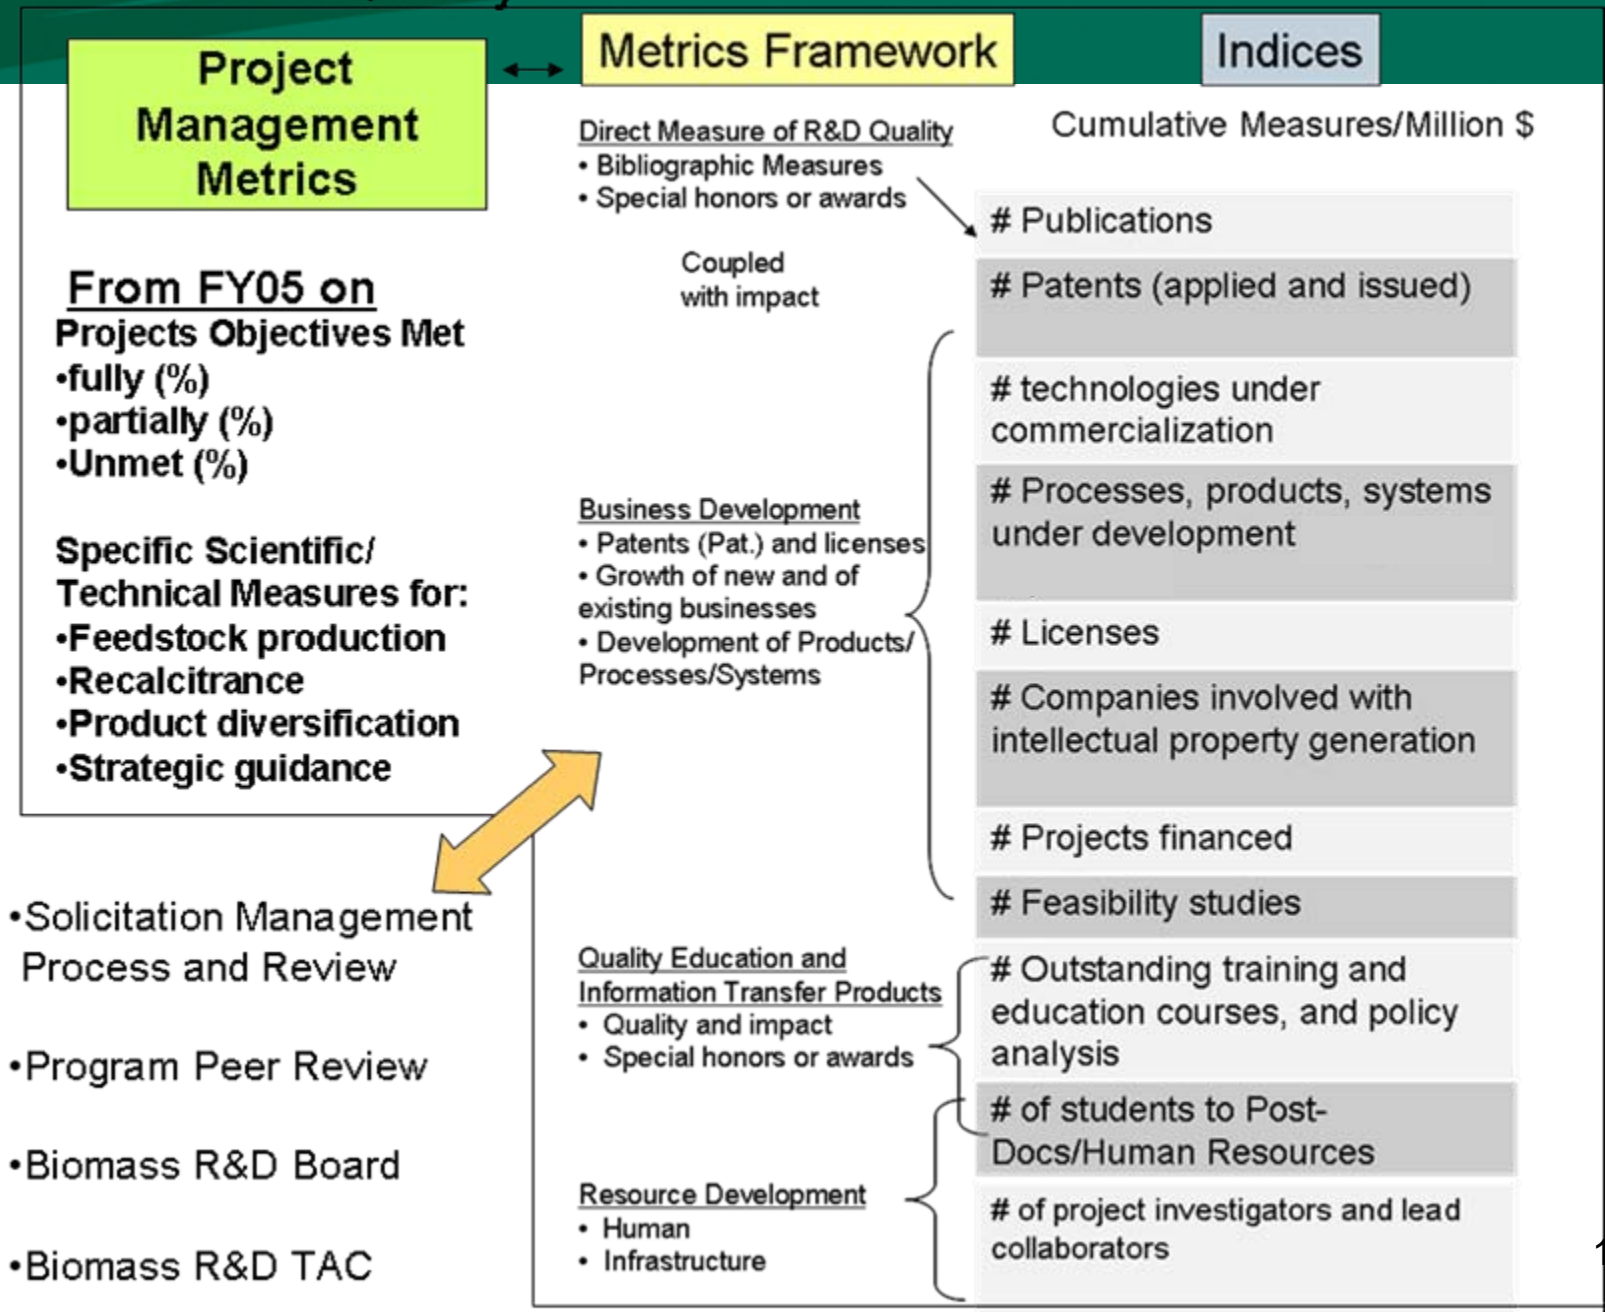 Project
Management
Metrics
Metrics Framework
Indices
From FY05 on
Projects Objectives Met
•fully (%)
•partially (%)
•Unmet (%)
Specific Scientific/
Technical Measures for:
•Feedstock production
•Recalcitrance
•Product diversification
•Strategic guidance
•Solicitation Management
Process and Review
•Program Peer Review
•Biomass R&D Board
•Biomass R&D TAC
Direct Measure of R&D Quality
• Bibliographic Measures
• Special honors or awards
Coupled
with impact
Business Development
• Patents (Pat.) and licenses
• Growth of new and of
existing businesses
• Development of Products/
Processes/Systems
Quality Education and
Information Transfer Products
• Quality and impact
• Special honors or awards
Resource Development
• Human
• Infrastructure
Cumulative Measures/Million $
# Publications
# Patents (applied and issued)
# technologies under
commercialization
# Processes, products, systems
under development
# Licenses
# Companies involved with
intellectual property generation
# Projects financed
# Feasibility studies
# Outstanding training and
education courses, and policy
analysis
# of students to Post-
Docs/Human Resources
# of project investigators and lead
collaborators